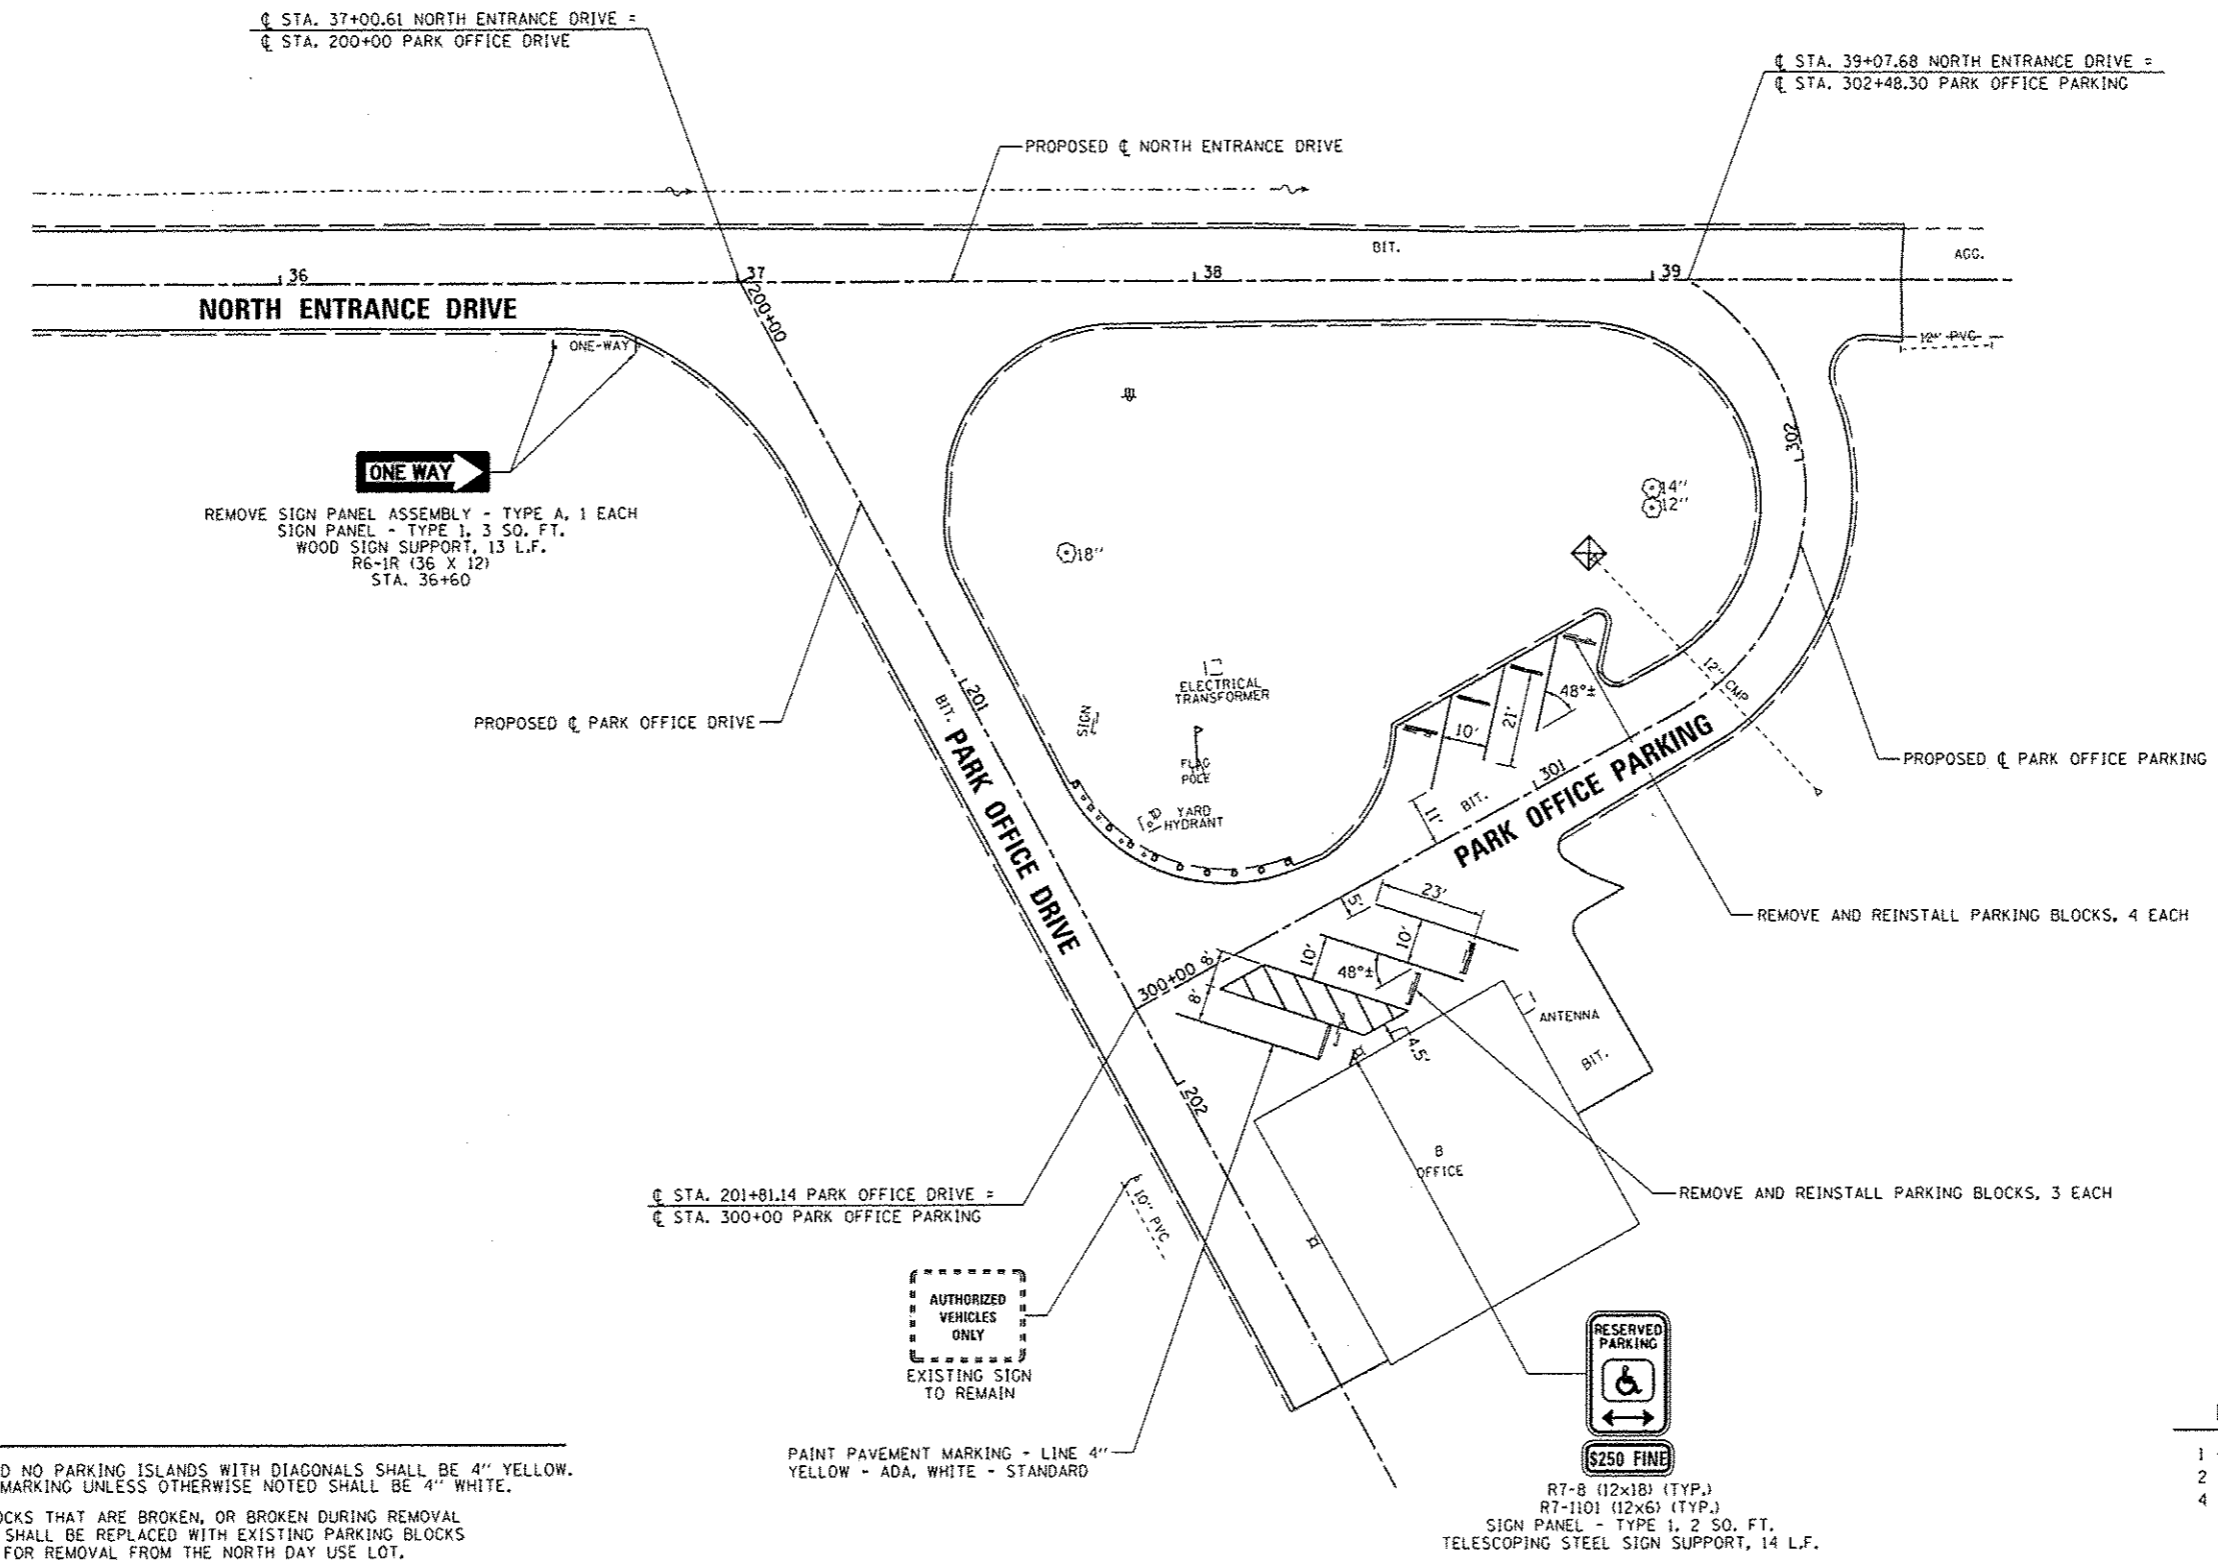 ℄ STA. 37+00.61 NORTH ENTRANCE DRIVE =
℄ STA. 200+00 PARK OFFICE DRIVE
℄ STA. 39+07.68 NORTH ENTRANCE DRIVE =
℄ STA. 302+48.30 PARK OFFICE PARKING
PROPOSED ℄ NORTH ENTRANCE DRIVE
BIT.
AGG.
36
37
38
39
200+00
NORTH ENTRANCE DRIVE
ONE-WAY
12" PVC
302
ONE WAY
REMOVE SIGN PANEL ASSEMBLY - TYPE A, 1 EACH
SIGN PANEL - TYPE 1, 3 SQ. FT.
WOOD SIGN SUPPORT, 13 L.F.
R6-1R (36 X 12)
STA. 36+60
14"
12"
18"
ELECTRICAL
TRANSFORMER
SIGN
FLAG
POLE
YARD
HYDRANT
201
BIT.
PARK OFFICE DRIVE
PROPOSED ℄ PARK OFFICE DRIVE
48°±
21'
10'
12" CMP
301
BIT.
11'
PARK OFFICE PARKING
PROPOSED ℄ PARK OFFICE PARKING
REMOVE AND REINSTALL PARKING BLOCKS, 4 EACH
23'
5'
10'
10'
48°±
300+00
8'
8'
4.5'
ANTENNA
BIT.
202
B
OFFICE
REMOVE AND REINSTALL PARKING BLOCKS, 3 EACH
℄ STA. 201+81.14 PARK OFFICE DRIVE =
℄ STA. 300+00 PARK OFFICE PARKING
10" PVC
AUTHORIZED
VEHICLES
ONLY
EXISTING SIGN
TO REMAIN
PAINT PAVEMENT MARKING - LINE 4"
YELLOW - ADA, WHITE - STANDARD
RESERVED
PARKING
$250 FINE
R7-8 (12x18) (TYP.)
R7-1101 (12x6) (TYP.)
SIGN PANEL - TYPE 1, 2 SQ. FT.
TELESCOPING STEEL SIGN SUPPORT, 14 L.F.
D NO PARKING ISLANDS WITH DIAGONALS SHALL BE 4" YELLOW.
MARKING UNLESS OTHERWISE NOTED SHALL BE 4" WHITE.
OCKS THAT ARE BROKEN, OR BROKEN DURING REMOVAL
SHALL BE REPLACED WITH EXISTING PARKING BLOCKS
FOR REMOVAL FROM THE NORTH DAY USE LOT.
1
2
4